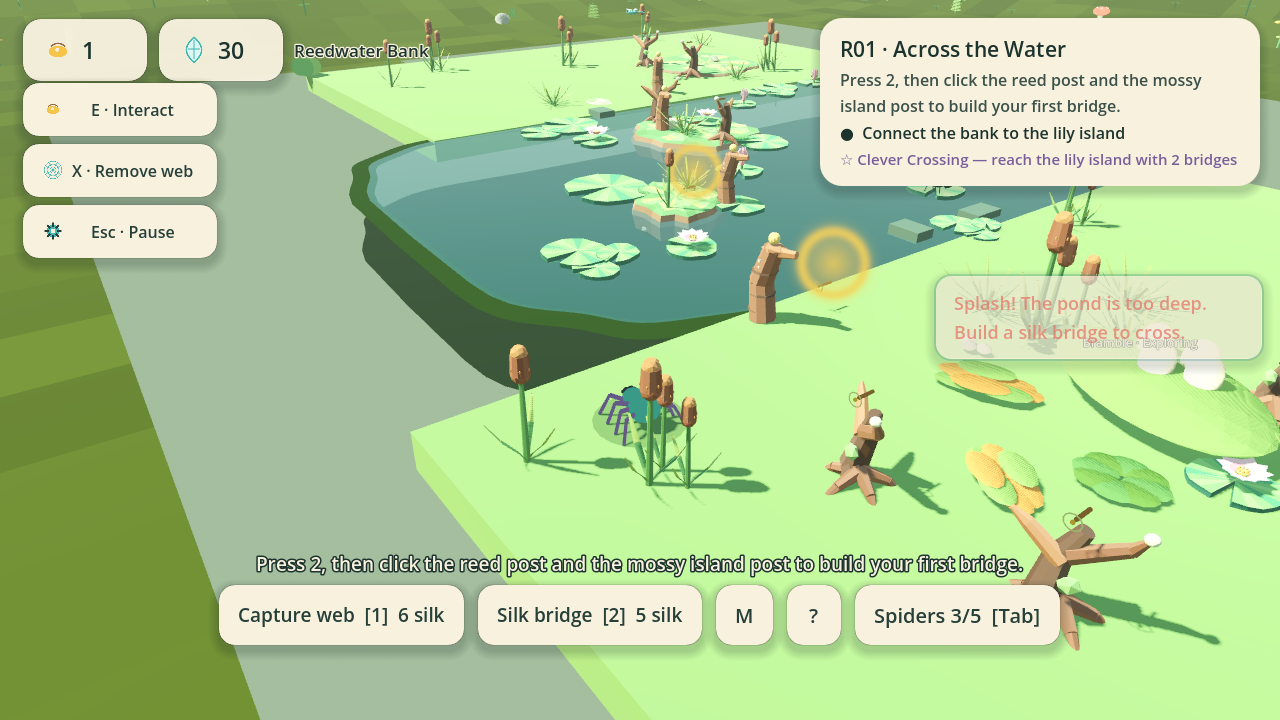 1
30
Reedwater Bank
E · Interact
X · Remove web
Esc · Pause
R01 · Across the Water
Press 2, then click the reed post and the mossy
island post to build your first bridge.
● Connect the bank to the lily island
☆ Clever Crossing — reach the lily island with 2 bridges
Splash! The pond is too deep.
Build a silk bridge to cross.
Bramble · Exploring
Press 2, then click the reed post and the mossy island post to build your first bridge.
Capture web [1] 6 silk
Silk bridge [2] 5 silk
M
?
Spiders 3/5 [Tab]